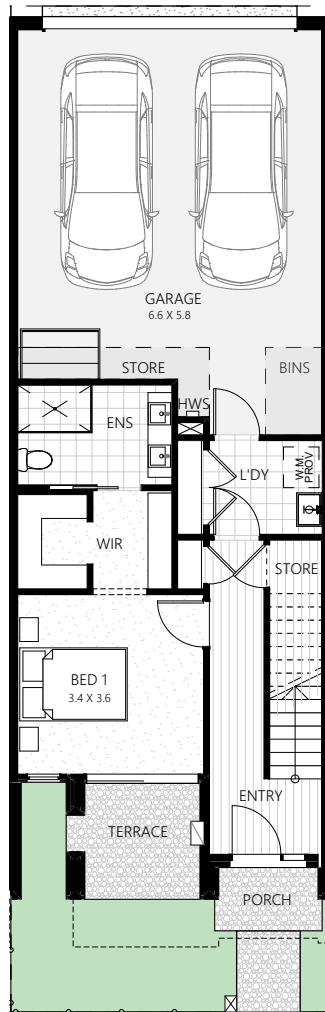 GARAGE
6.6 X 5.8
STORE
BINS
HWS
ENS
L'DY
W.M.
PROV.
WIR
STORE
BED 1
3.4 X 3.6
ENTRY
TERRACE
PORCH